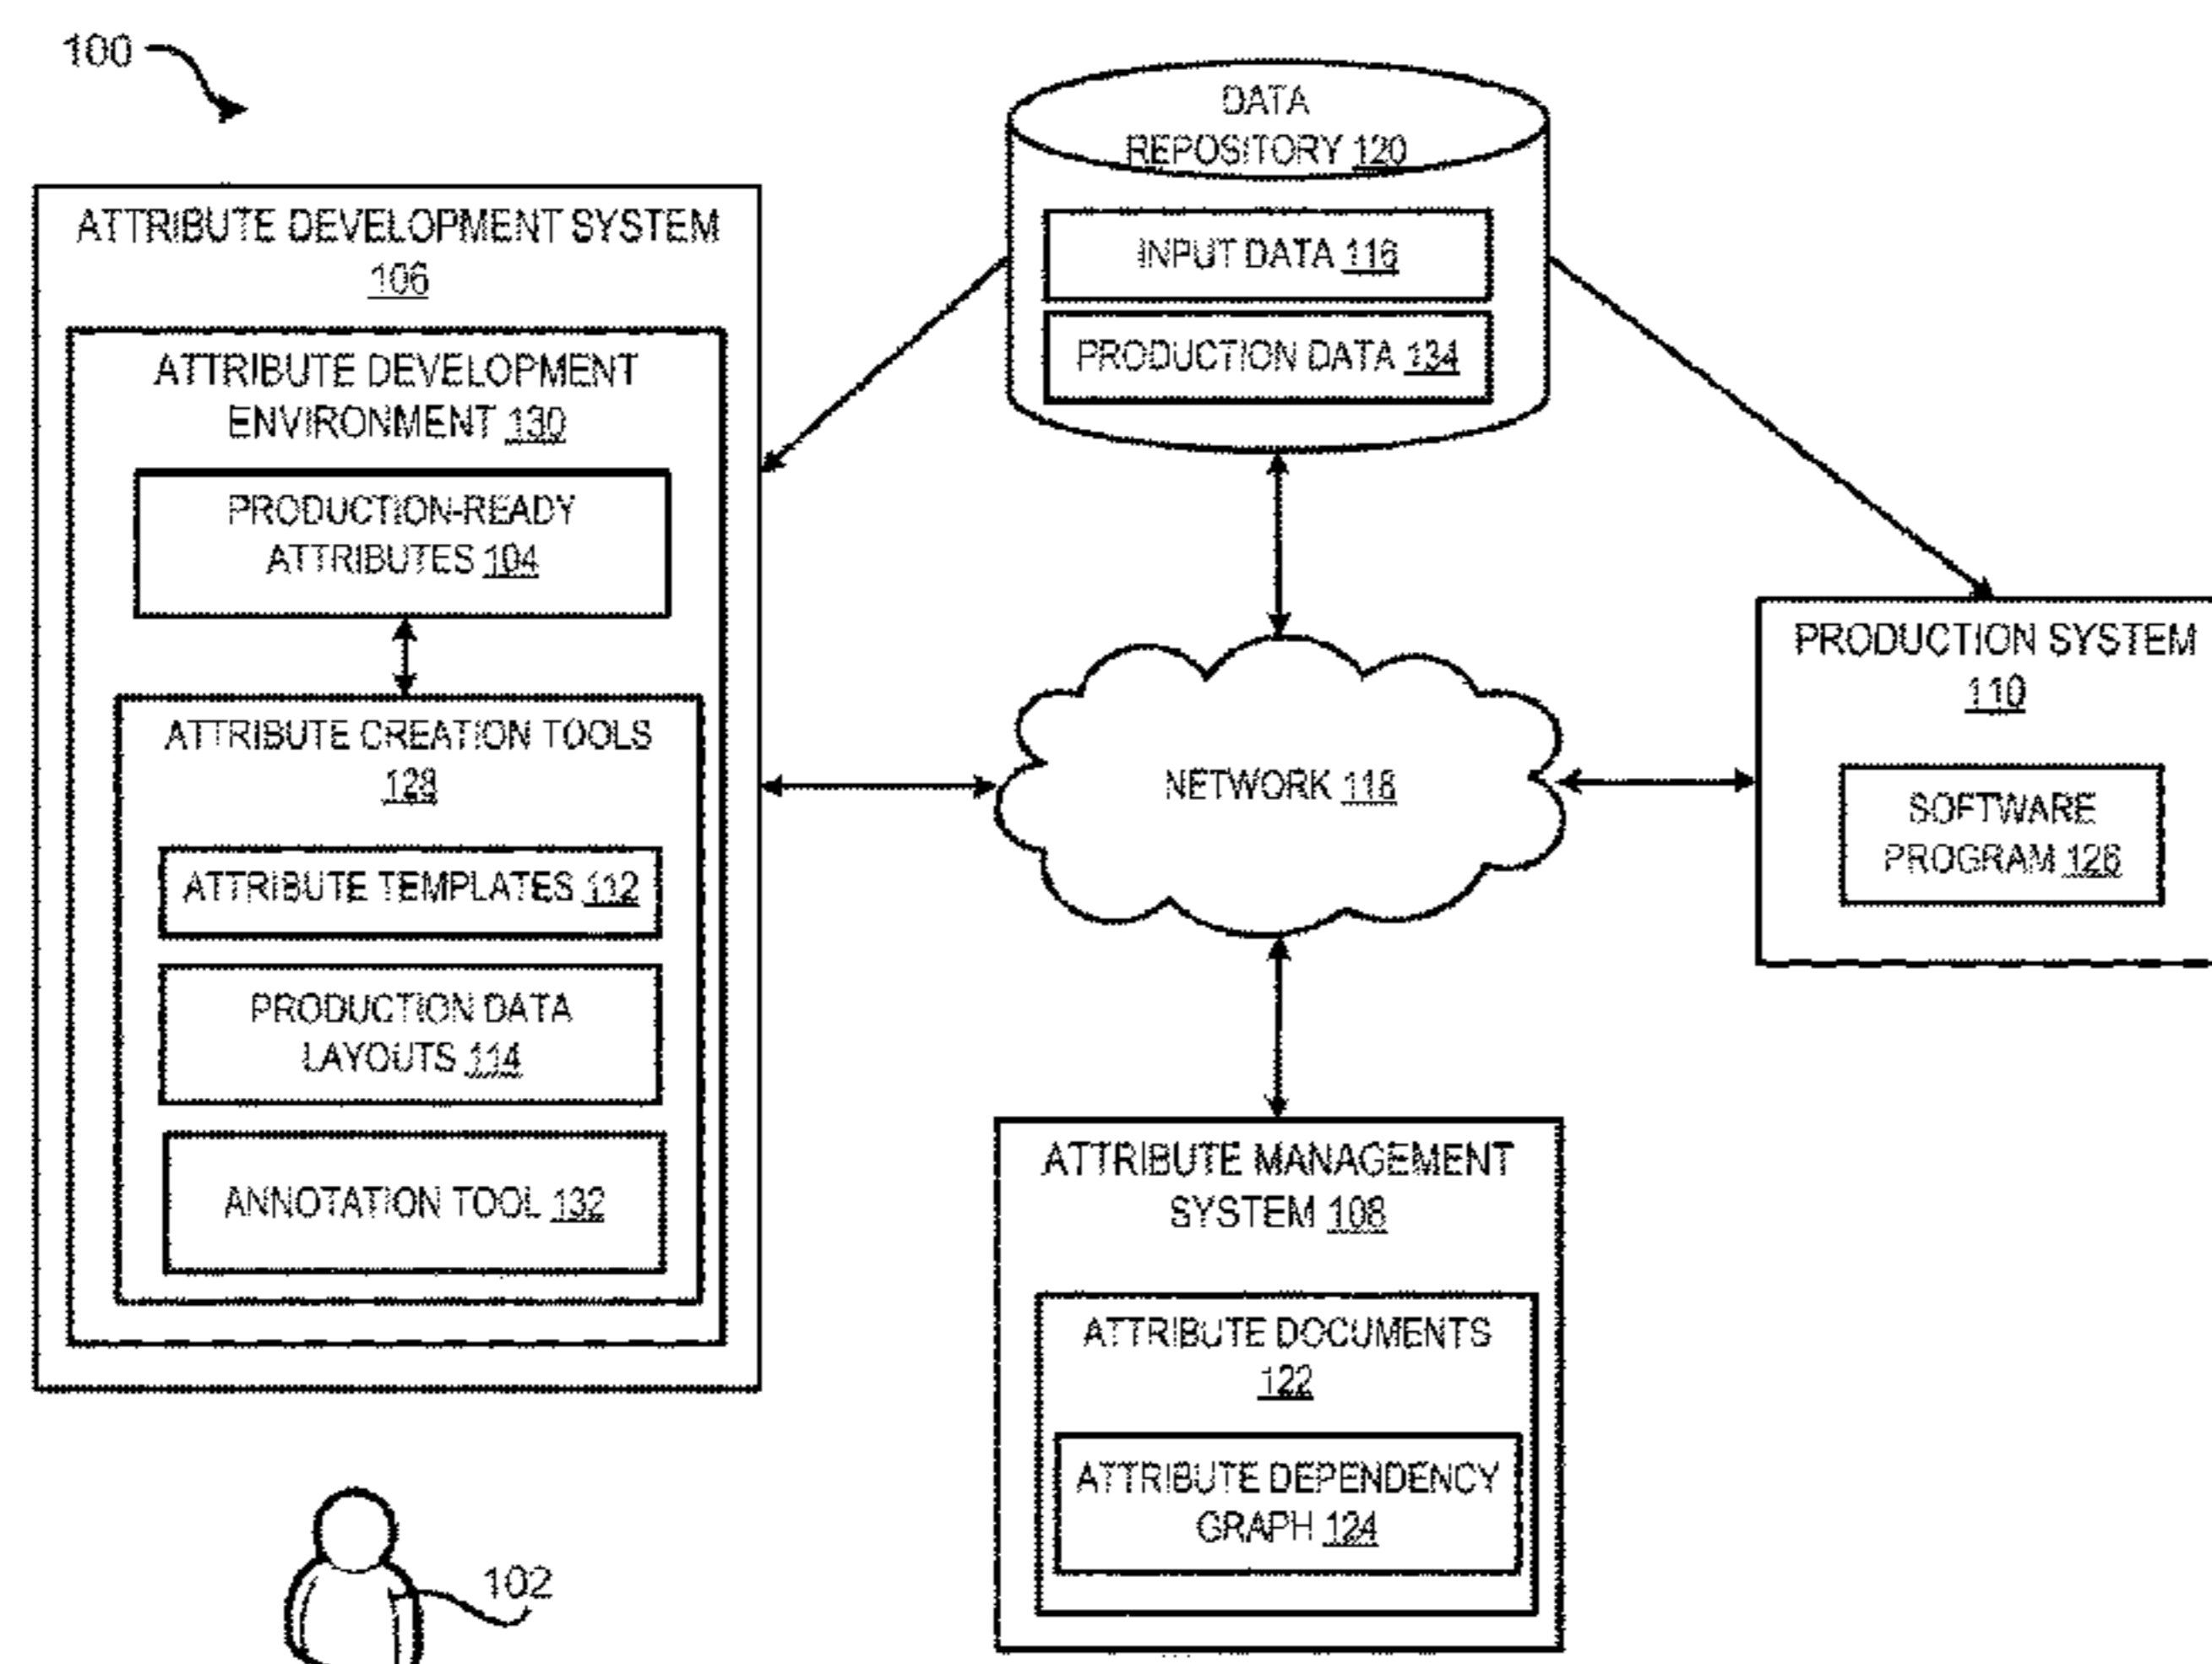 100
DATA
REPOSITORY 120
INPUT DATA 116
PRODUCTION DATA 134
ATTRIBUTE DEVELOPMENT SYSTEM
106
ATTRIBUTE DEVELOPMENT
ENVIRONMENT 130
PRODUCTION-READY
ATTRIBUTES 104
ATTRIBUTE CREATION TOOLS
128
ATTRIBUTE TEMPLATES 112
PRODUCTION DATA
LAYOUTS 114
ANNOTATION TOOL 132
NETWORK 118
PRODUCTION SYSTEM
110
SOFTWARE
PROGRAM 126
ATTRIBUTE MANAGEMENT
SYSTEM 108
ATTRIBUTE DOCUMENTS
122
ATTRIBUTE DEPENDENCY
GRAPH 124
102